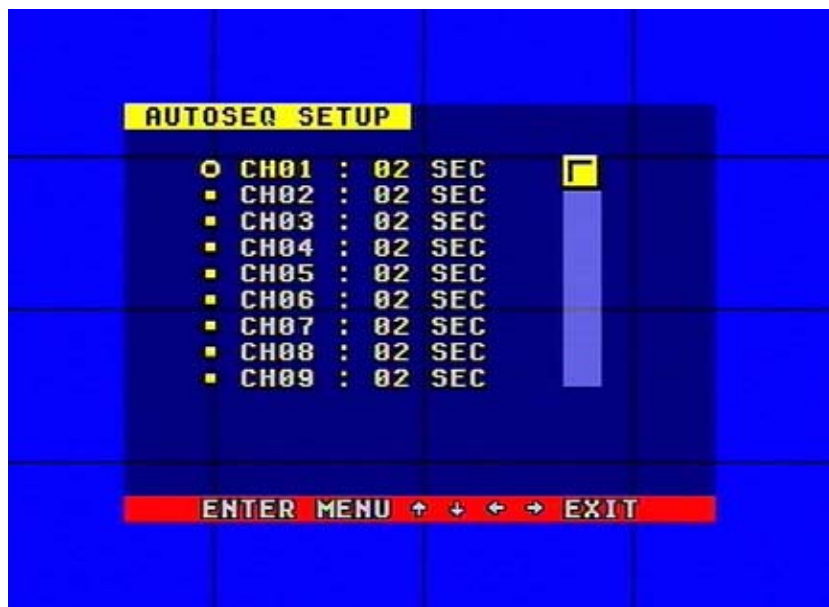 AUTOSEQ SETUP
CH01 : 02 SEC
CH02 : 02 SEC
CH03 : 02 SEC
CH04 : 02 SEC
CH05 : 02 SEC
CH06 : 02 SEC
CH07 : 02 SEC
CH08 : 02 SEC
CH09 : 02 SEC
ENTER MENU ↑ ↓ ← → EXIT